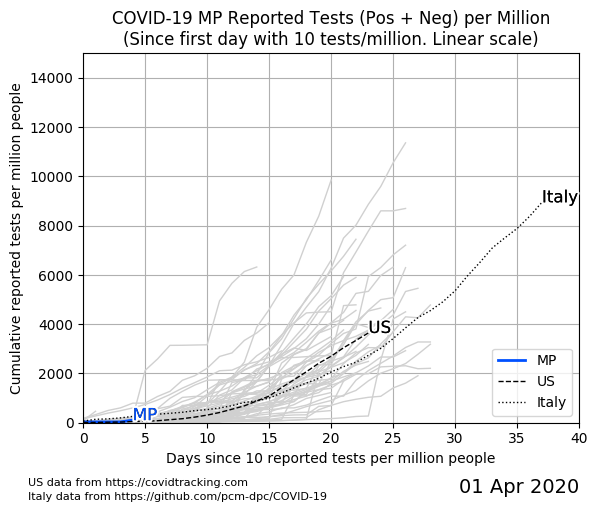 COVID-19 MP Reported Tests (Pos + Neg) per Million
(Since first day with 10 tests/million. Linear scale)
Cumulative reported tests per million people
14000
12000
10000
8000
6000
4000
2000
0
Italy
US
MP
MP
US
Italy
0 5 10 15 20 25 30 35 40
Days since 10 reported tests per million people
US data from https://covidtracking.com
Italy data from https://github.com/pcm-dpc/COVID-19
01 Apr 2020